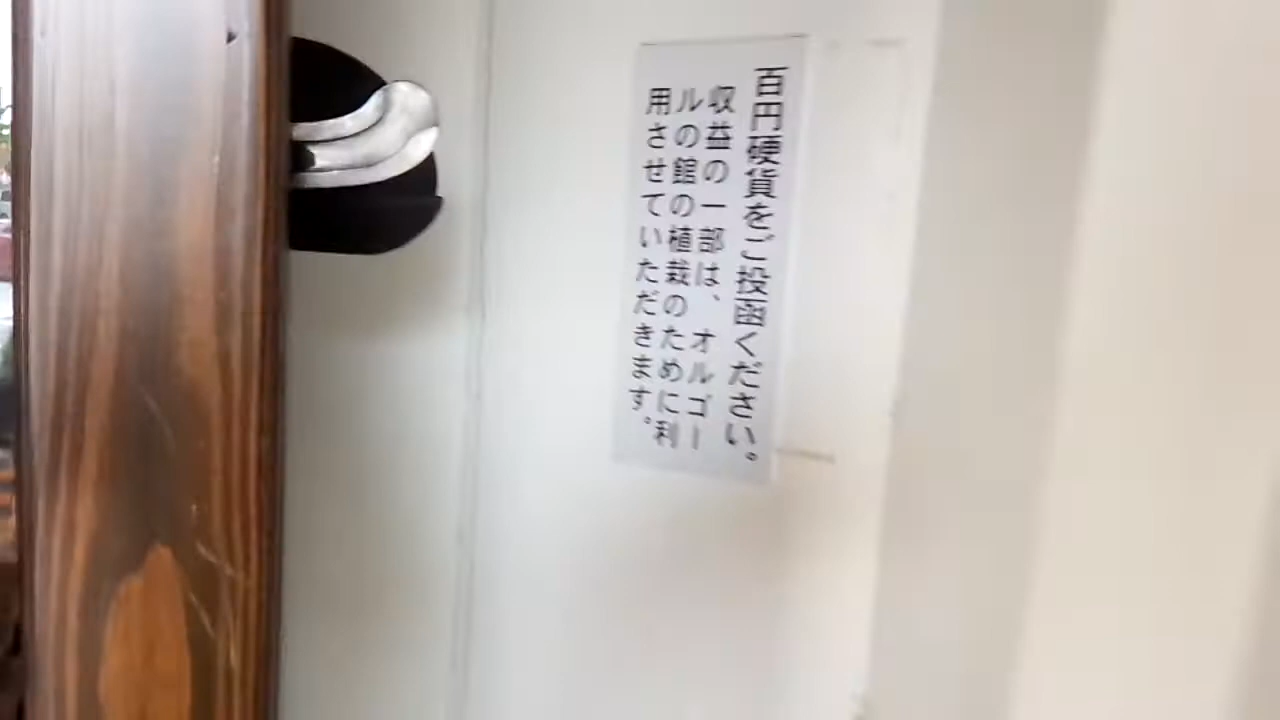 百円硬貨をご投函ください。
収益の一部は、オルゴー
ルの館の植栽のために利
用させていただきます。